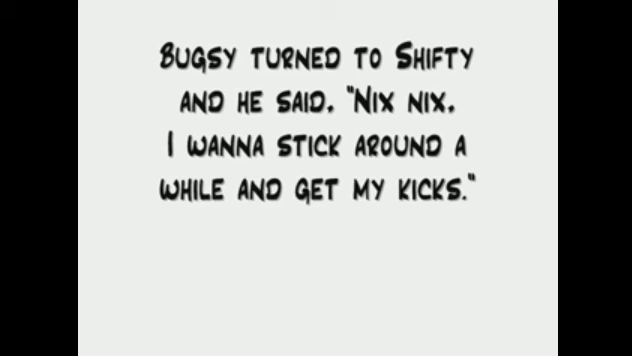 Bugsy turned to Shifty
and he said. "Nix nix.
I wanna stick around a
while and get my kicks."